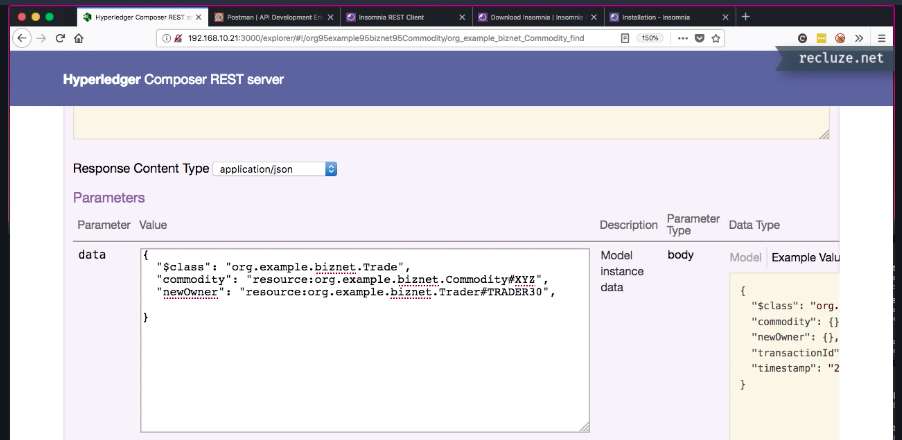 Hyperledger Composer REST se
Postman | API Development En
Insomnia REST Client
Download Insomnia | Insomnia
Installation - Insomnia
192.168.10.21:3000/explorer/#!/org95example95biznet95Commodity/org_example_biznet_Commodity_find
150%
recluze.net
Hyperledger Composer REST server
Response Content Type application/json
Parameters
Parameter Value Description Parameter Type Data Type
data
{
"$class": "org.example.biznet.Trade",
"commodity": "resource:org.example.biznet.Commodity#XYZ",
"newOwner": "resource:org.example.biznet.Trader#TRADER30",
}
Model
instance
data
body
Model Example Valu
{
"$class": "org.
"commodity": {}
"newOwner": {},
"transactionId"
"timestamp": "2
}